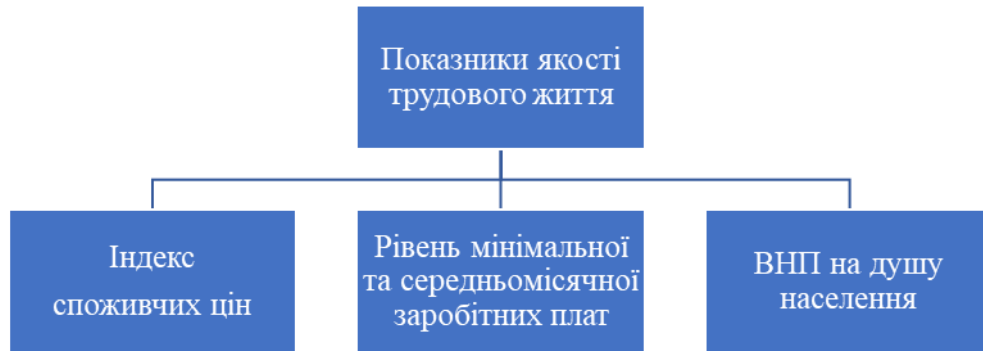 Показники якості
трудового життя
Індекс
споживчих цін
Рівень мінімальної
та середньомісячної
заробітних плат
ВНП на душу
населення